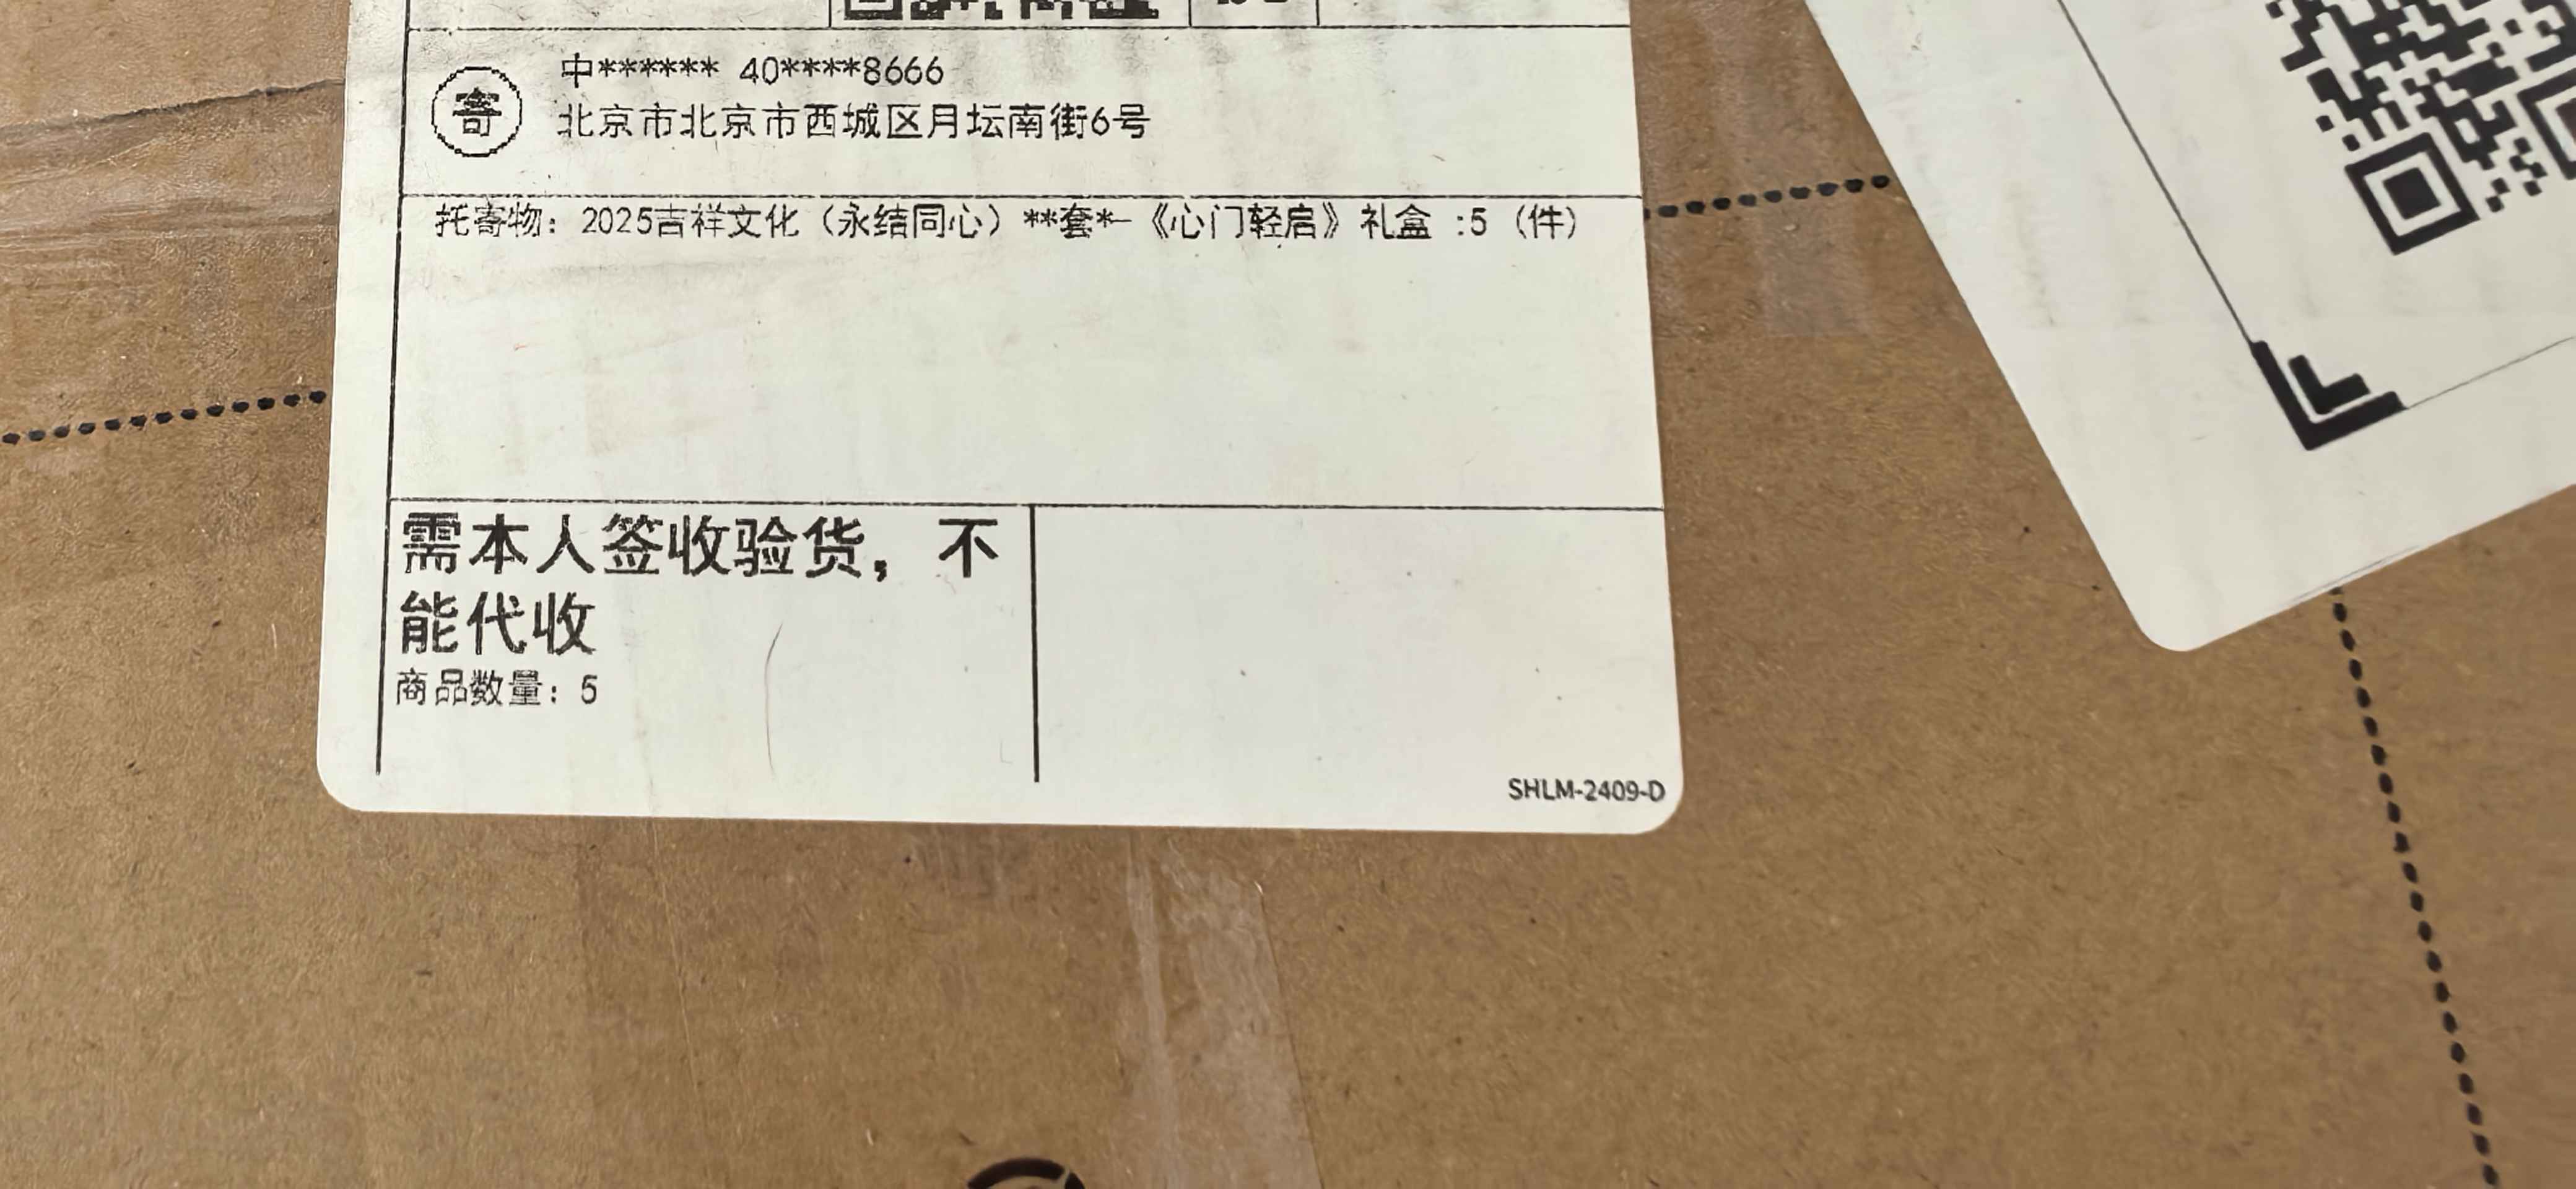 中****** 40****8666
寄
北京市北京市西城区月坛南街6号
托寄物：2025吉祥文化（永结同心）**套*-《心门轻启》礼盒 :5 （件）
需本人签收验货，不
能代收
商品数量：5
SHLM-2409-D